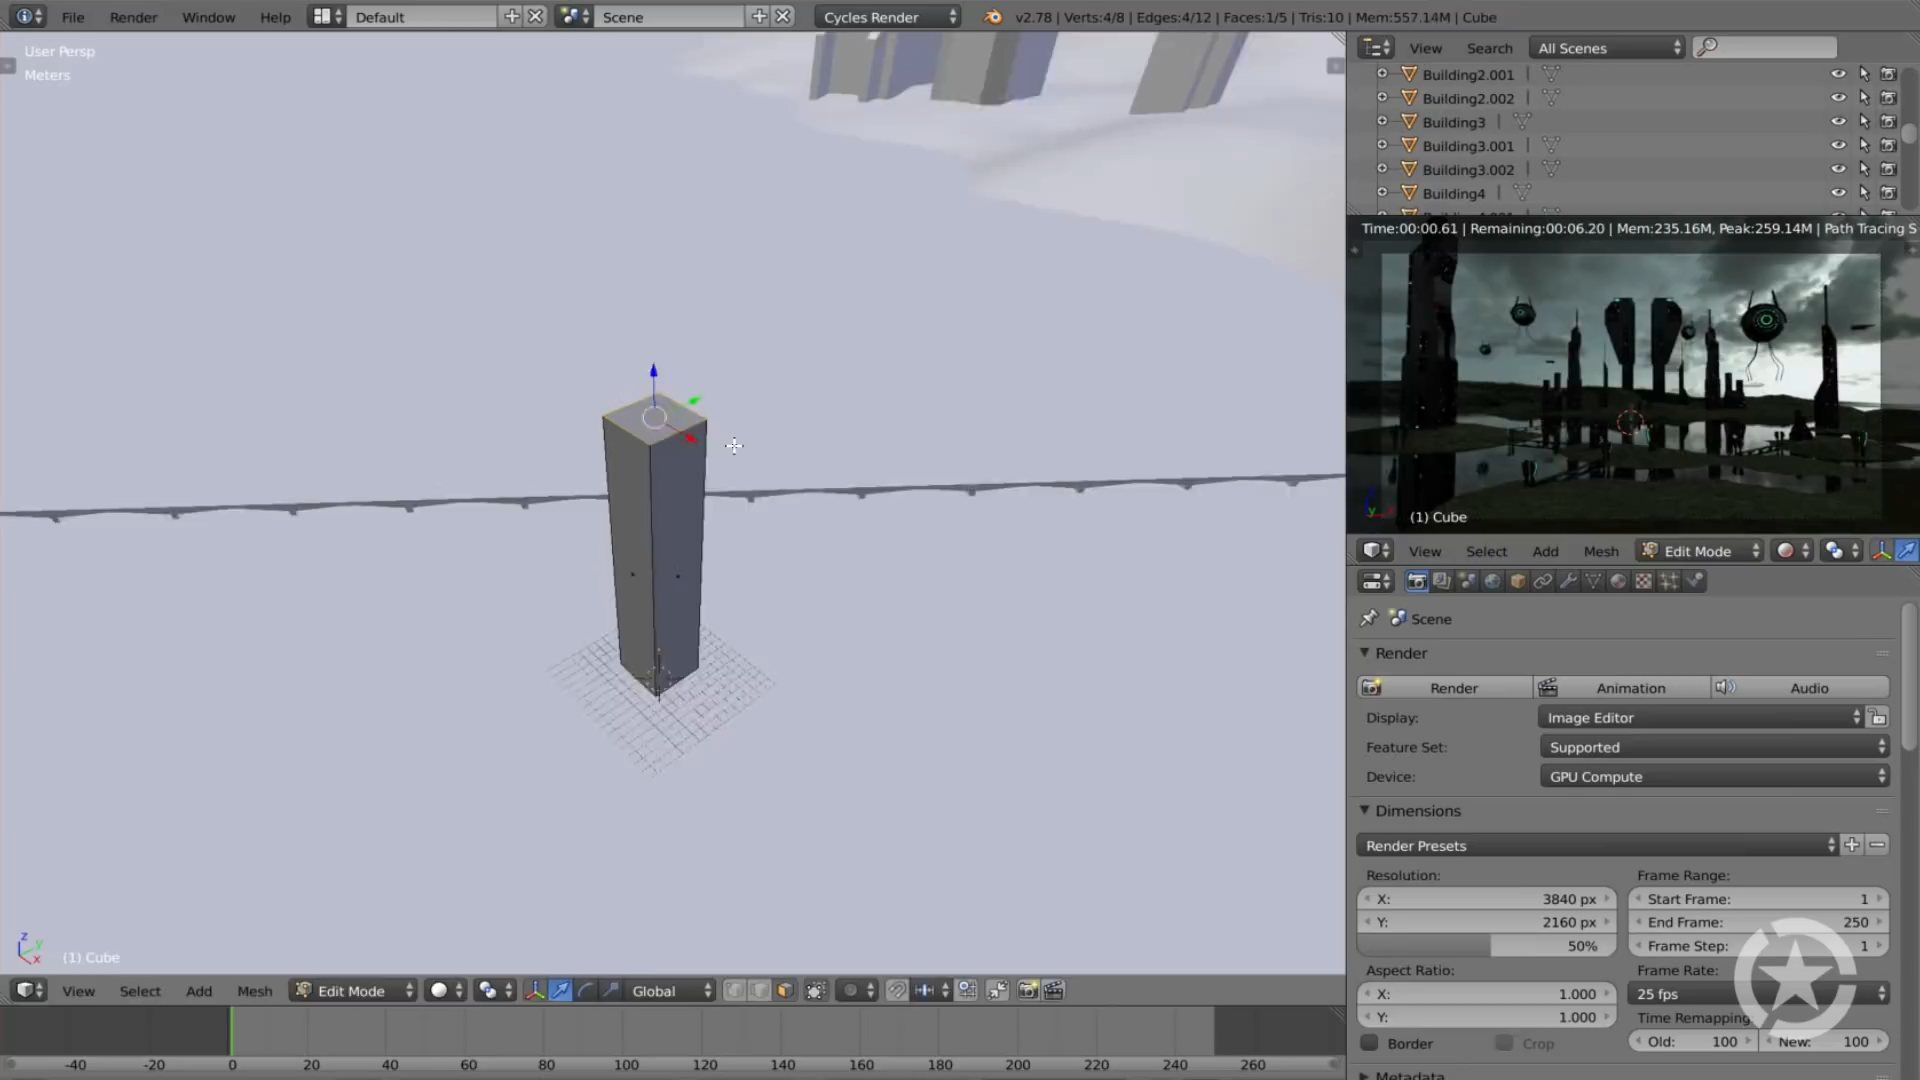 File Render Window Help Default Scene Cycles Render v2.78 | Verts:4/8 | Edges:4/12 | Faces:1/5 | Tris:10 | Mem:557.14M | Cube
User Persp
Meters
(1) Cube
View Select Add Mesh Edit Mode Global
-40 -20 0 20 40 60 80 100 120 140 160 180 200 220 240 260
View Search All Scenes
Building2.001
Building2.002
Building3
Building3.001
Building3.002
Building4
Time:00:00.61 | Remaining:00:06.20 | Mem:235.16M, Peak:259.14M | Path Tracing S
(1) Cube
View Select Add Mesh Edit Mode
Scene
Render
Render Animation Audio
Display: Image Editor
Feature Set: Supported
Device: GPU Compute
Dimensions
Render Presets
Resolution: Frame Range:
X: 3840 px Start Frame: 1
Y: 2160 px End Frame: 250
50% Frame Step: 1
Aspect Ratio: Frame Rate:
X: 1.000 25 fps
Y: 1.000 Time Remapping
Border Crop Old: 100 New: 100
Metadata